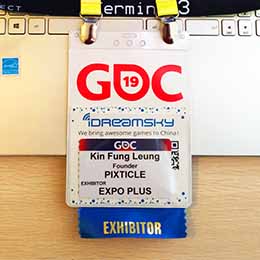 GDC
19
iDREAMSKY
We bring awesome games to China!
GDC
Kin Fung Leung
Founder
PIXTICLE
EXHIBITOR
EXPO PLUS
EXHIBITOR